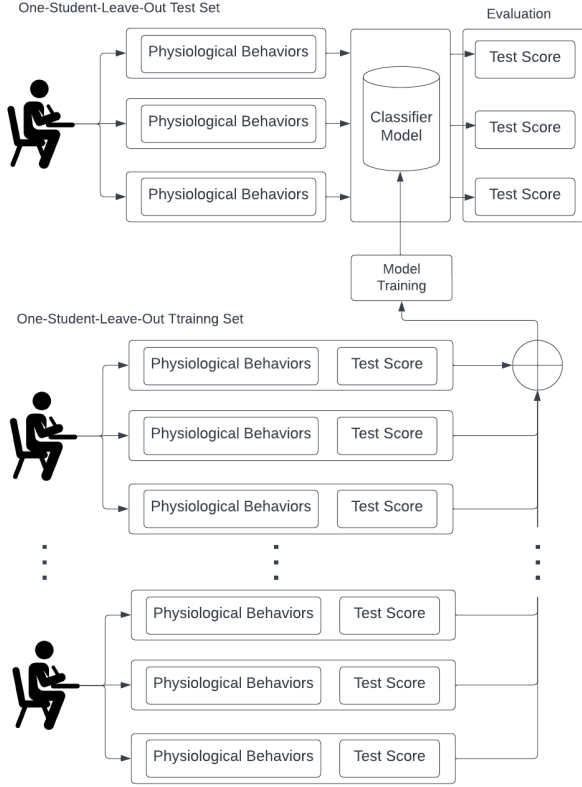 One-Student-Leave-Out Test Set
Evaluation
Physiological Behaviors
Test Score
Physiological Behaviors
Classifier
Model
Test Score
Physiological Behaviors
Test Score
Model
Training
One-Student-Leave-Out Ttrainng Set
Physiological Behaviors Test Score
Physiological Behaviors Test Score
Physiological Behaviors Test Score
Physiological Behaviors Test Score
Physiological Behaviors Test Score
Physiological Behaviors Test Score